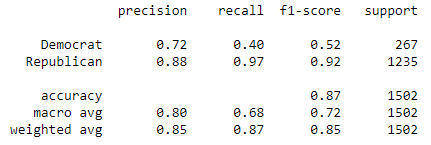 precision recall f1-score support
Democrat 0.72 0.40 0.52 267
Republican 0.88 0.97 0.92 1235
accuracy 0.87 1502
macro avg 0.80 0.68 0.72 1502
weighted avg 0.85 0.87 0.85 1502